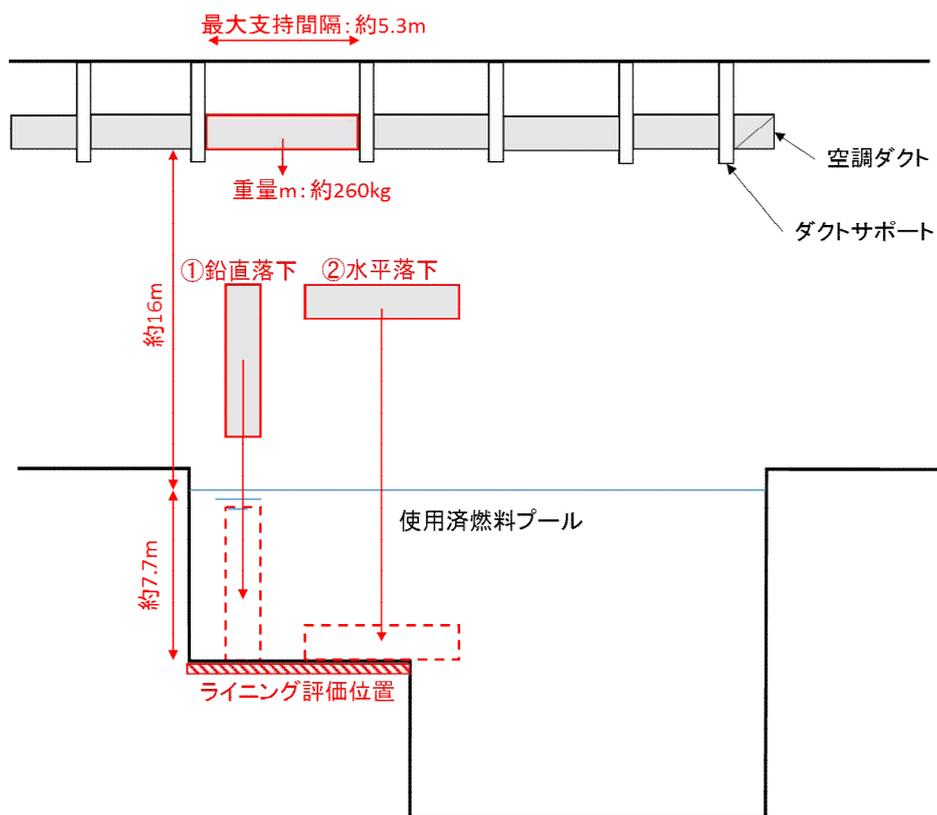 最大支持間隔：約5.3m
空調ダクト
重量m：約260kg
ダクトサポート
①鉛直落下
②水平落下
約16m
使用済燃料プール
約7.7m
ライニング評価位置